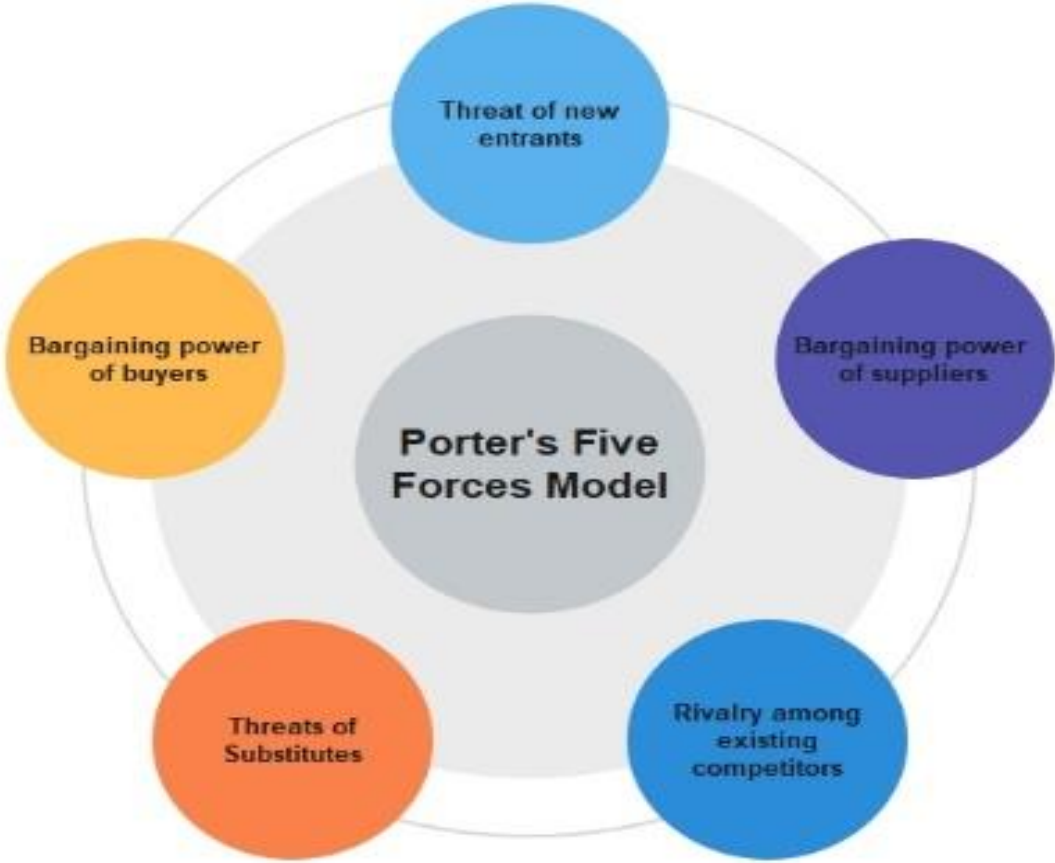 Threat of new
entrants
Bargaining power
of buyers
Bargaining power
of suppliers
Porter's Five
Forces Model
Threats of
Substitutes
Rivalry among
existing
competitors